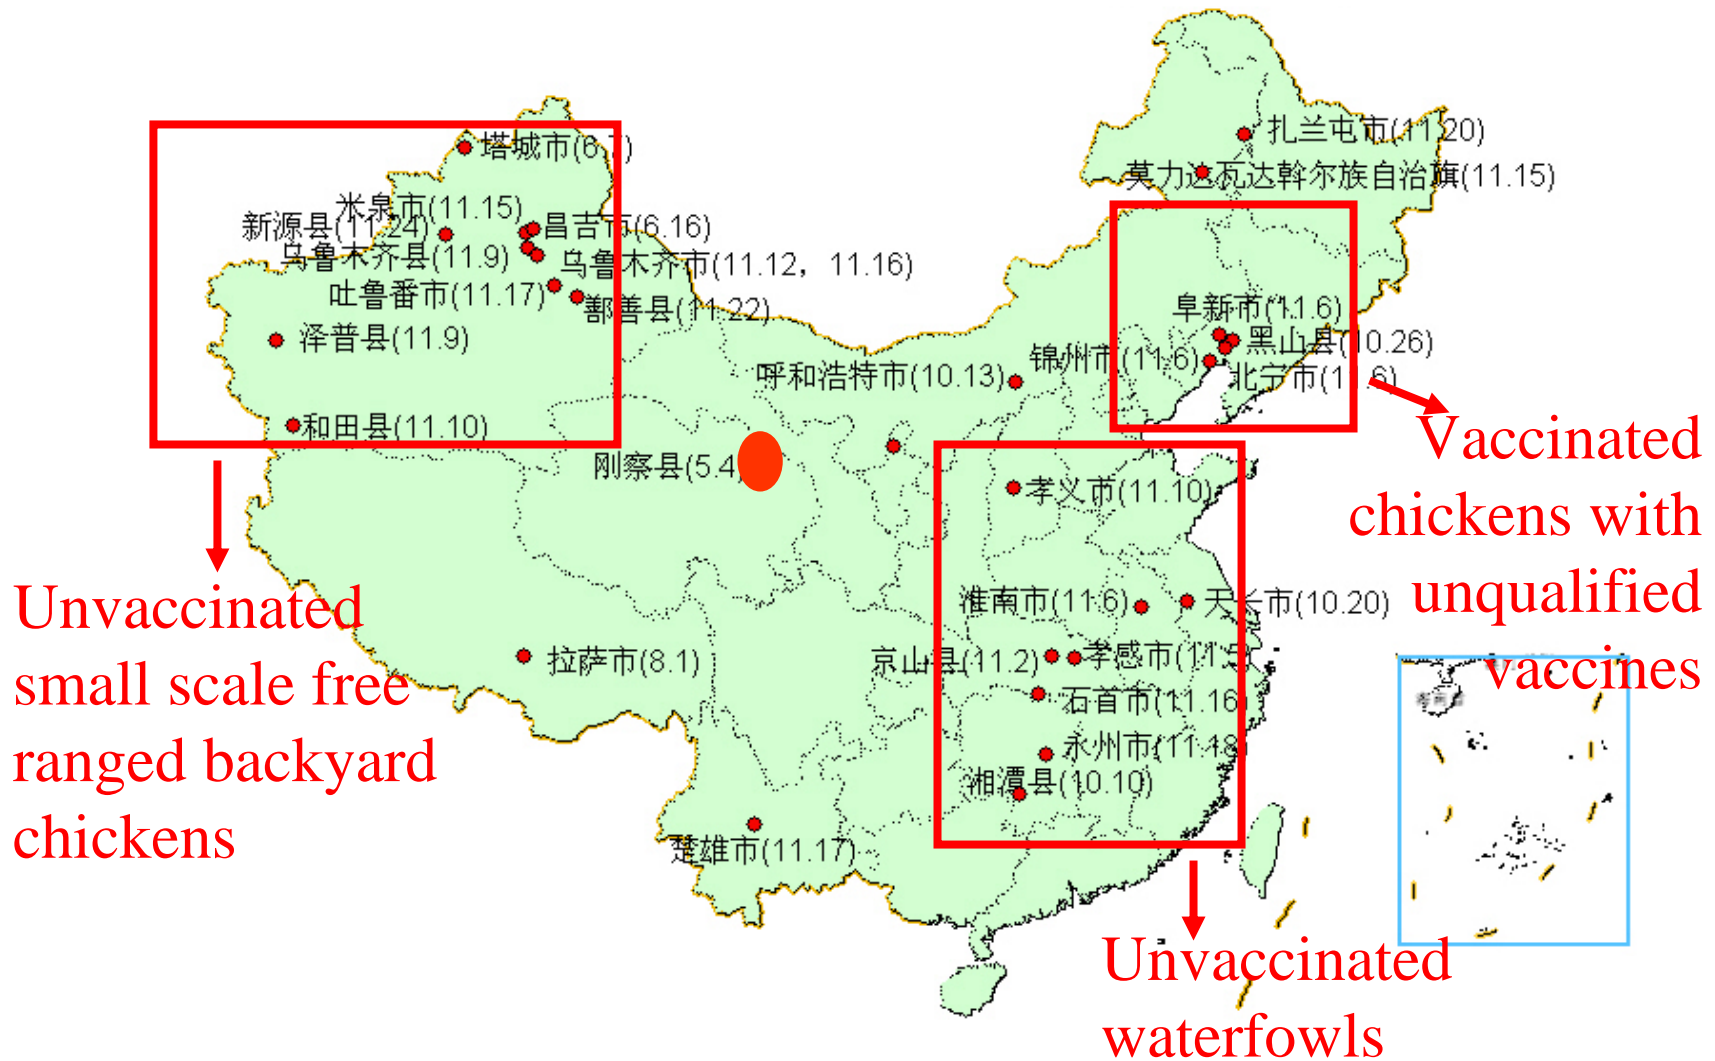 扎兰屯市(11.20)
塔城市(6.7)
莫力达瓦达斡尔族自治旗(11.15)
米泉市(11.15)
新源县(11.24)
昌吉市(6.16)
乌鲁木齐县(11.9)
乌鲁木齐市(11.12，11.16)
吐鲁番市(11.17)
鄯善县(11.22)
阜新市(11.6)
泽普县(11.9)
黑山县(10.26)
锦州市(11.6)
呼和浩特市(10.13)
北宁市(11.6)
和田县(11.10)
刚察县(5.4)
孝义市(11.10)
Vaccinated
chickens with
unqualified
vaccines
淮南市(11.6)
天长市(10.20)
Unvaccinated
small scale free
ranged backyard
chickens
拉萨市(8.1)
京山县(11.2)
孝感市(11.5)
石首市(11.16)
永州市(11.18)
湘潭县(10.10)
楚雄市(11.17)
Unvaccinated
waterfowls